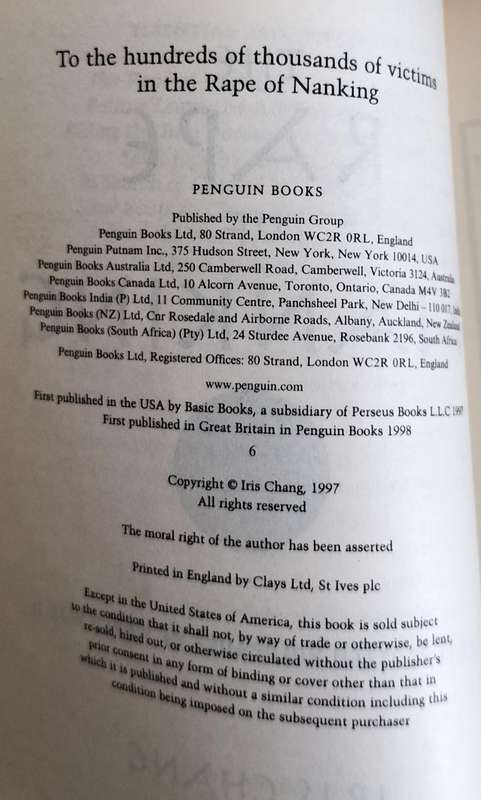 To the hundreds of thousands of victims
in the Rape of Nanking
PENGUIN BOOKS
Published by the Penguin Group
Penguin Books Ltd, 80 Strand, London WC2R 0RL, England
Penguin Putnam Inc., 375 Hudson Street, New York, New York 10014, USA
Penguin Books Australia Ltd, 250 Camberwell Road, Camberwell, Victoria 3124, Australia
Penguin Books Canada Ltd, 10 Alcorn Avenue, Toronto, Ontario, Canada M4V 3B2
Penguin Books India (P) Ltd, 11 Community Centre, Panchsheel Park, New Delhi – 110 017, India
Penguin Books (NZ) Ltd, Cnr Rosedale and Airborne Roads, Albany, Auckland, New Zealand
Penguin Books (South Africa) (Pty) Ltd, 24 Sturdee Avenue, Rosebank 2196, South Africa
Penguin Books Ltd, Registered Offices: 80 Strand, London WC2R 0RL, England
www.penguin.com
First published in the USA by Basic Books, a subsidiary of Perseus Books L.L.C 1997
First published in Great Britain in Penguin Books 1998
6
Copyright © Iris Chang, 1997
All rights reserved
The moral right of the author has been asserted
Printed in England by Clays Ltd, St Ives plc
Except in the United States of America, this book is sold subject
to the condition that it shall not, by way of trade or otherwise, be lent,
re-sold, hired out, or otherwise circulated without the publisher's
prior consent in any form of binding or cover other than that in
which it is published and without a similar condition including this
condition being imposed on the subsequent purchaser